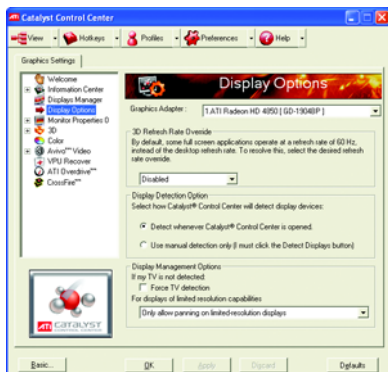 ATI Catalyst Control Center
View
Hotkeys
Profiles
Preferences
Help
Graphics Settings
Welcome
Information Center
Displays Manager
Display Options
Monitor Properties 0
3D
Color
Avivo™ Video
VPU Recover
ATI Overdrive™
CrossFire™
ATI CATALYST
CONTROL CENTER
Display Options
Graphics Adapter :
1.ATI Radeon HD 4850 [ GD-19048P ]
3D Refresh Rate Override
By default, some full screen applications operate at a refresh rate of 60 Hz,
instead of the desktop refresh rate. To resolve this, select the desired refresh
rate override.
Disabled
Display Detection Option
Select how Catalyst® Control Center will detect display devices:
Detect whenever Catalyst® Control Center is opened.
Use manual detection only (I must click the Detect Displays button)
Display Management Options
If my TV is not detected:
Force TV detection
For displays of limited resolution capabilities
Only allow panning on limited-resolution displays
Basic...
OK
Apply
Discard
Defaults